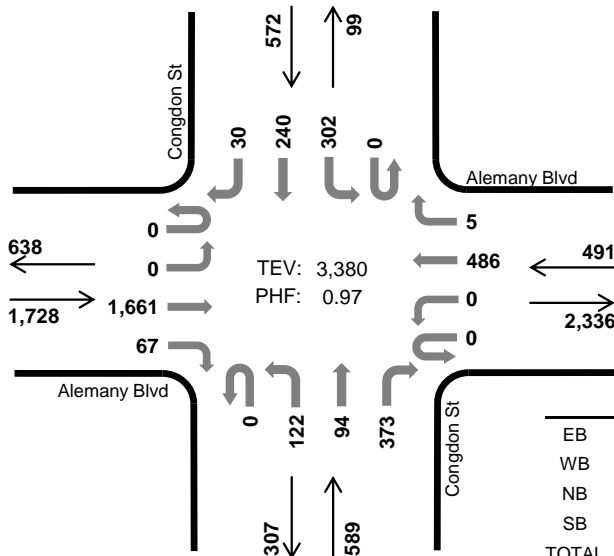 572
99
Congdon St
30
240
302
0
Alemany Blvd
5
0
638
0
TEV: 3,380
486
491
PHF: 0.97
1,728
1,661
0
2,336
67
0
Alemany Blvd
0
122
94
373
Congdon St
EB
WB
NB
SB
TOTAL
307
589